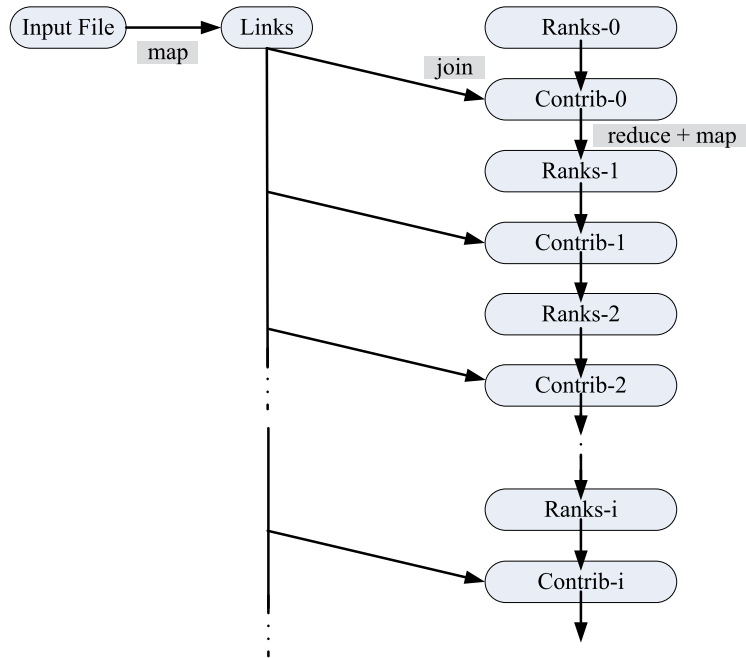 Input File
map
Links
join
Ranks-0
Contrib-0
reduce + map
Ranks-1
Contrib-1
Ranks-2
Contrib-2
Ranks-i
Contrib-i